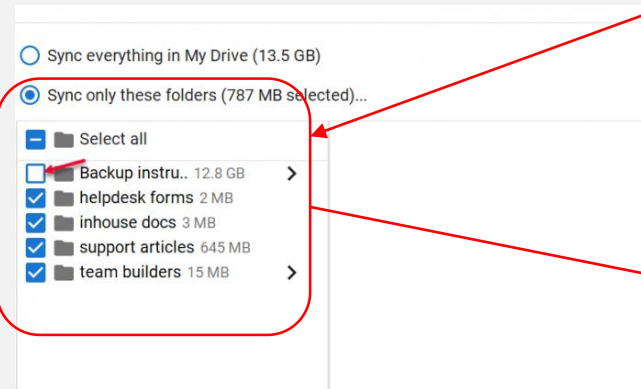 Sync everything in My Drive (13.5 GB)
Sync only these folders (787 MB selected)...
Select all
Backup instru.. 12.8 GB
helpdesk forms 2 MB
inhouse docs 3 MB
support articles 645 MB
team builders 15 MB